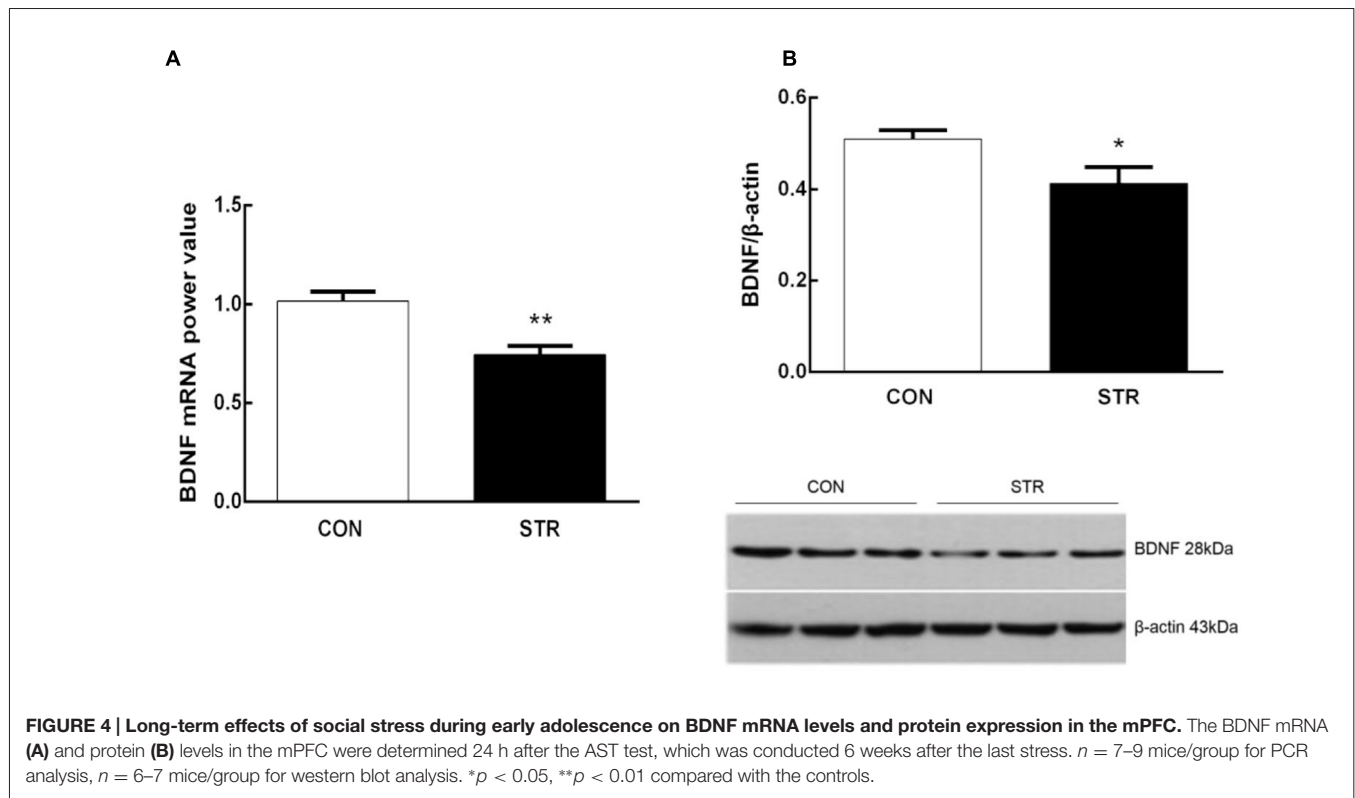 A
BDNF mRNA power value
1.5
1.0
0.5
0.0
**
CON
STR
B
BDNF/β-actin
0.6
0.4
0.2
0.0
*
CON
STR
CON
STR
BDNF 28kDa
β-actin 43kDa
FIGURE 4 | Long-term effects of social stress during early adolescence on BDNF mRNA levels and protein expression in the mPFC. The BDNF mRNA
(A) and protein (B) levels in the mPFC were determined 24 h after the AST test, which was conducted 6 weeks after the last stress. n = 7–9 mice/group for PCR
analysis, n = 6–7 mice/group for western blot analysis. *p < 0.05, **p < 0.01 compared with the controls.